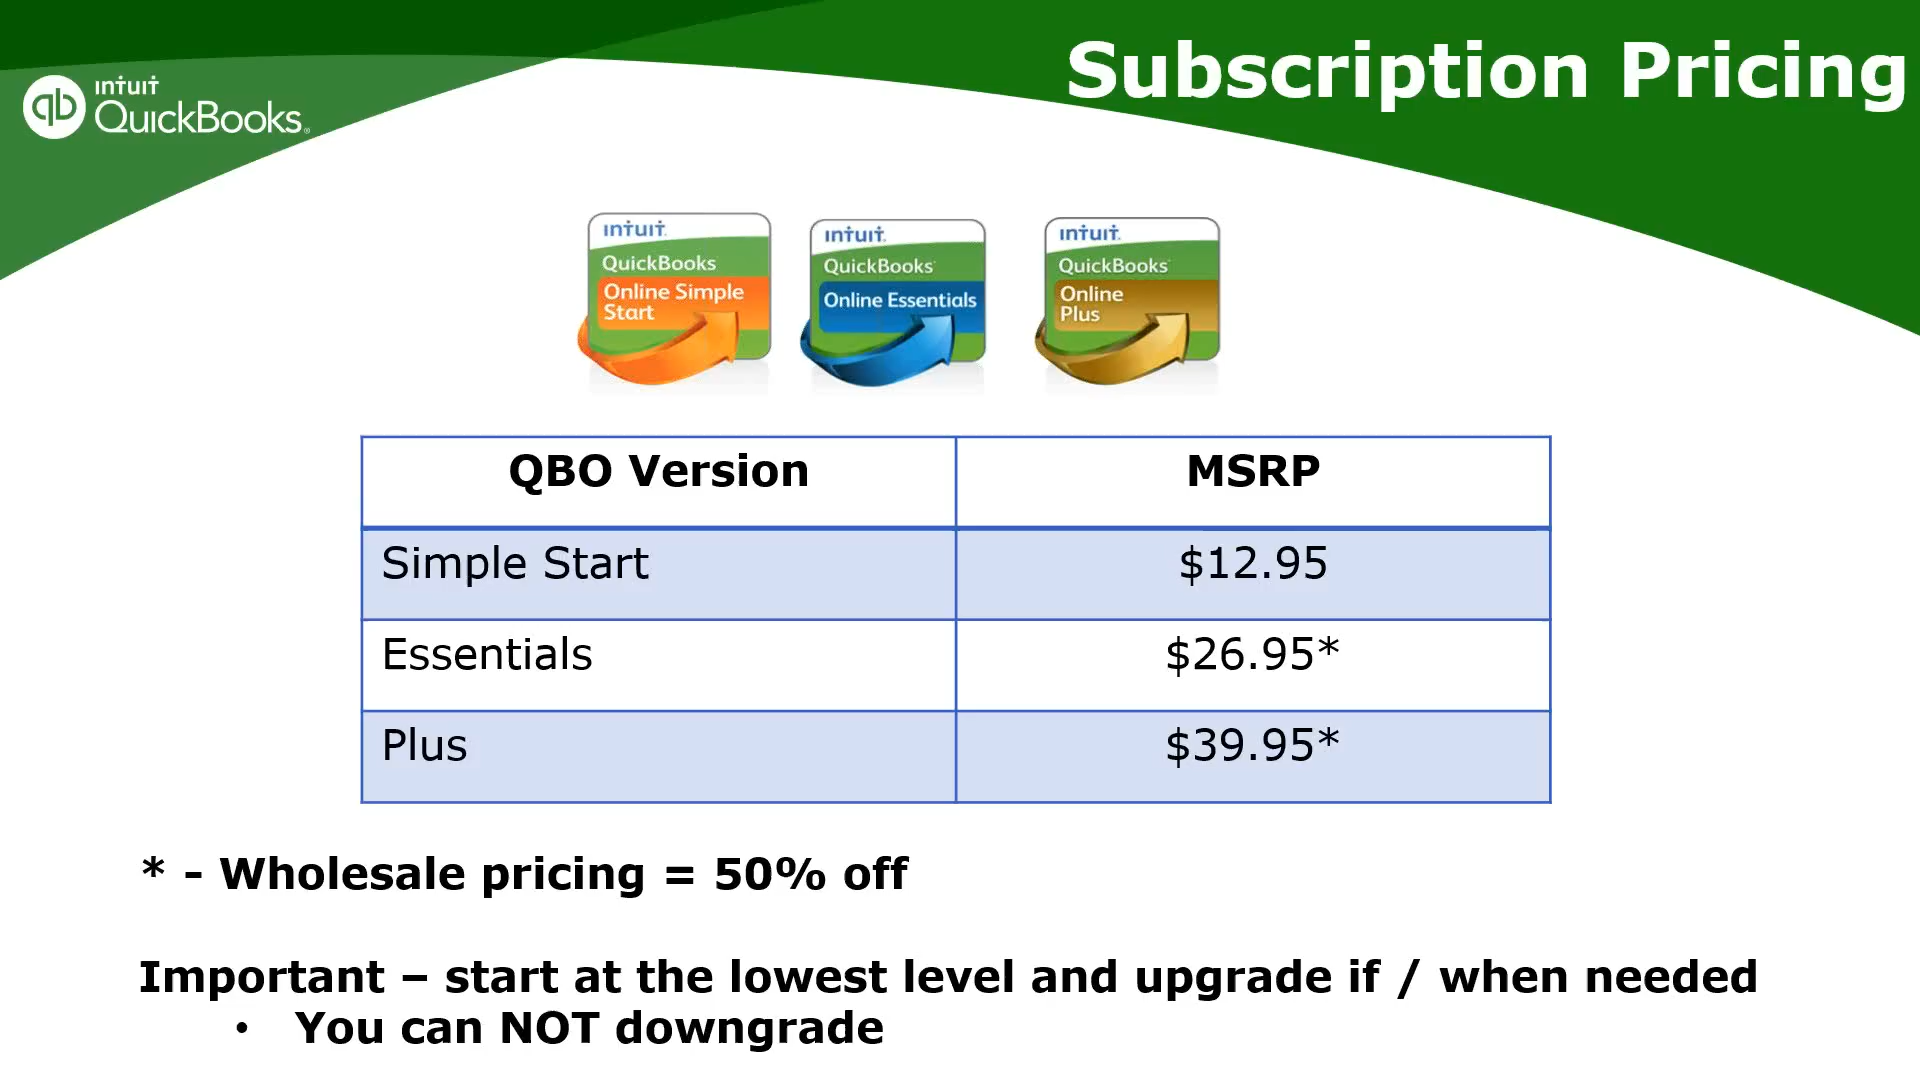 Subscription Pricing
intuit
qb QuickBooks®
intuit.
QuickBooks
Online Simple
Start
intuit.
QuickBooks
Online Essentials
intuit.
QuickBooks
Online
Plus
QBO Version MSRP
Simple Start $12.95
Essentials $26.95*
Plus $39.95*
* - Wholesale pricing = 50% off
Important – start at the lowest level and upgrade if / when needed
• You can NOT downgrade